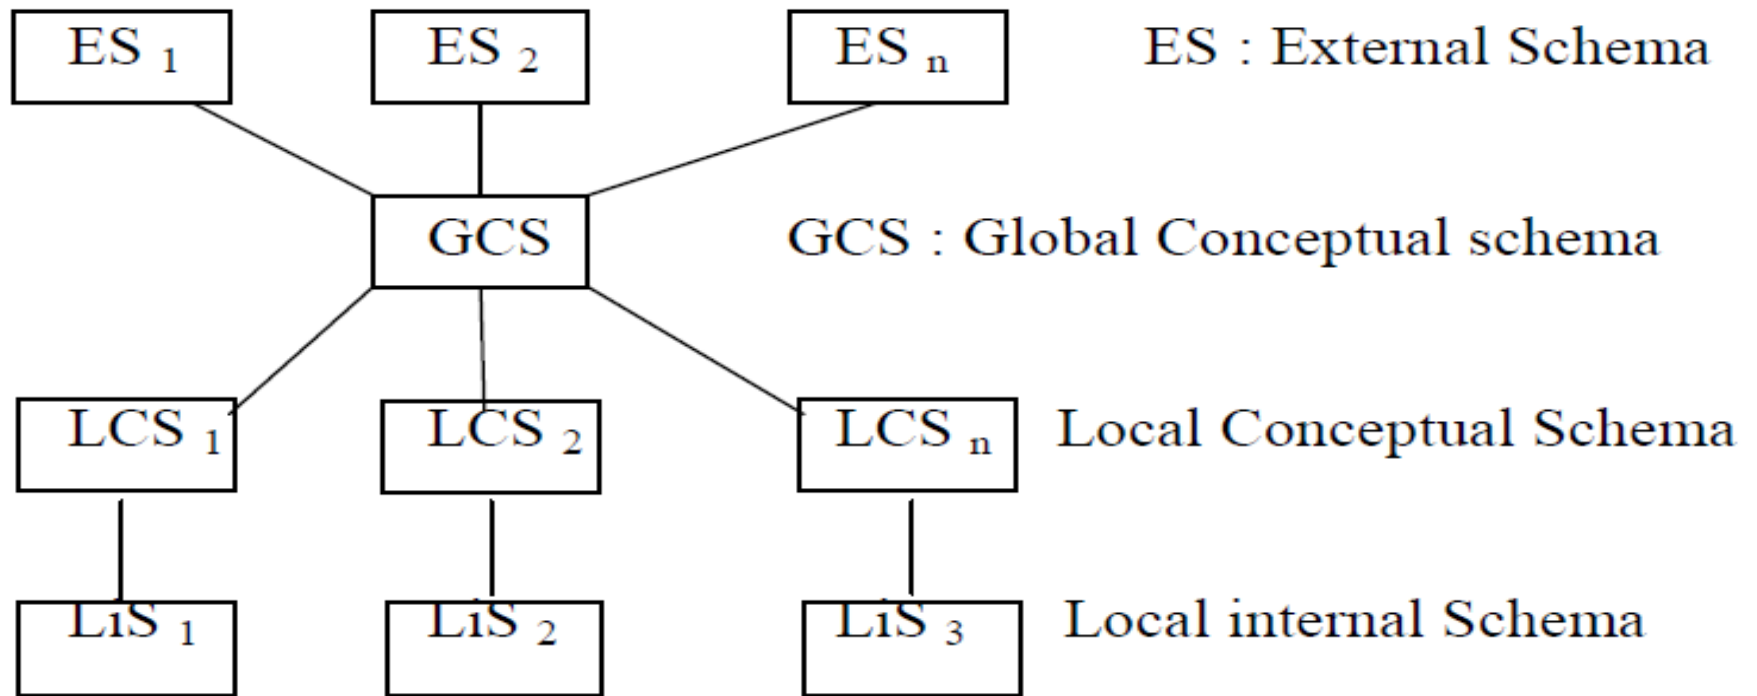 ES 1 ES 2 ES n ES : External Schema
GCS GCS : Global Conceptual schema
LCS 1 LCS 2 LCS n Local Conceptual Schema
LiS 1 LiS 2 LiS 3 Local internal Schema